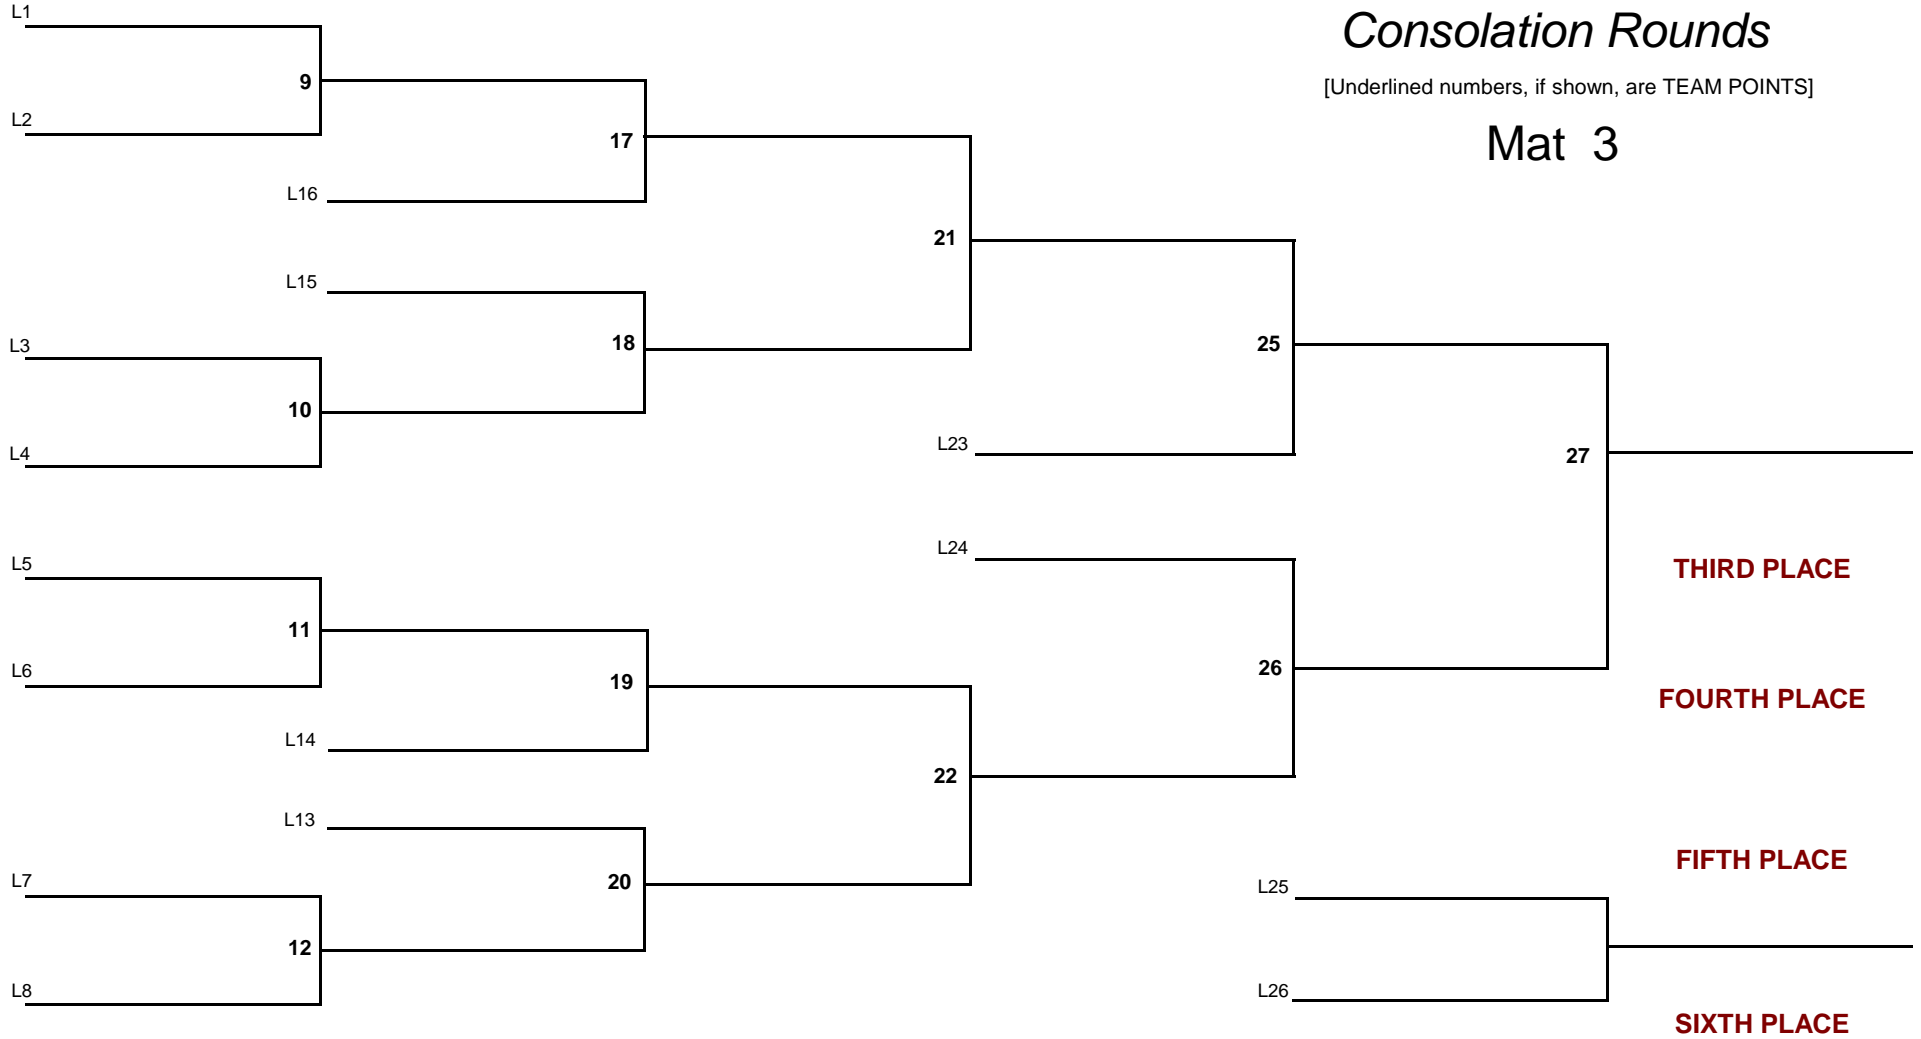 L1
Consolation Rounds
9
[Underlined numbers, if shown, are TEAM POINTS]
L2
17
Mat 3
L16
21
L15
L3
18
25
10
L23
L4
27
L24
L5
THIRD PLACE
11
L6
19
26
FOURTH PLACE
L14
22
L13
FIFTH PLACE
L7
20
L25
12
L8
L26
SIXTH PLACE